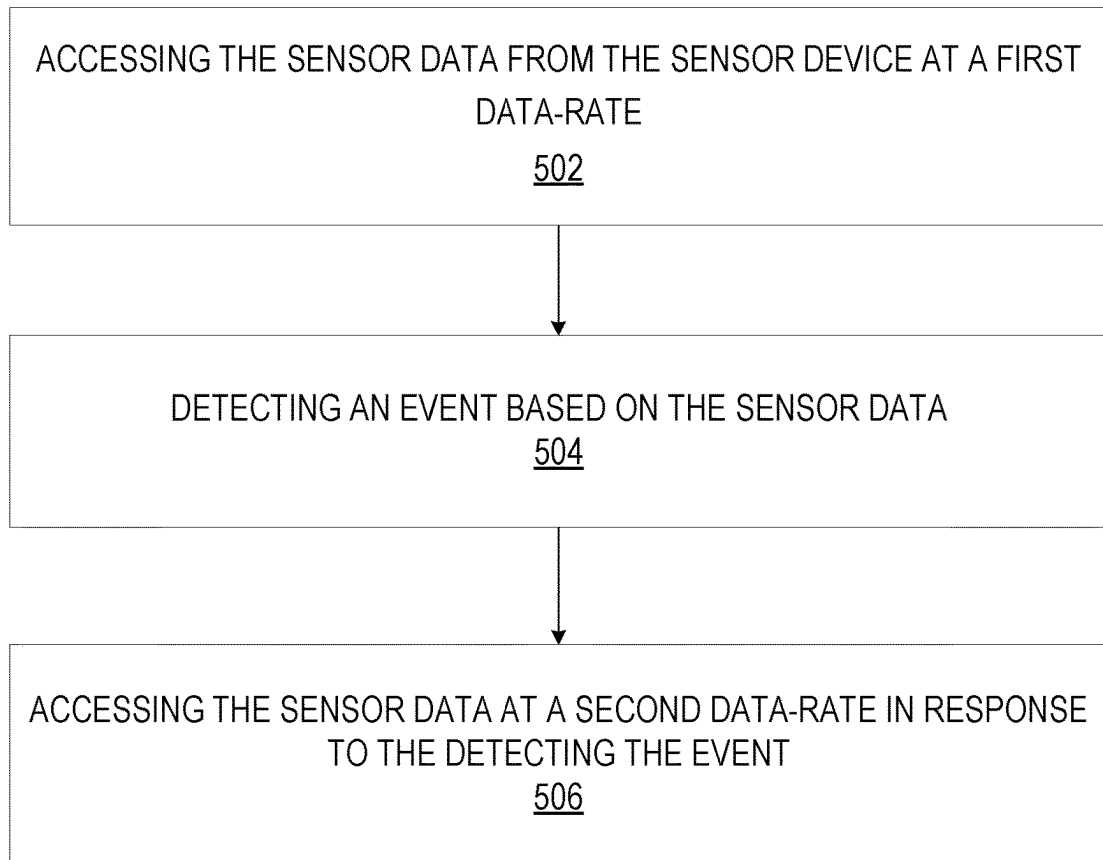 ACCESSING THE SENSOR DATA FROM THE SENSOR DEVICE AT A FIRST
DATA-RATE
502
DETECTING AN EVENT BASED ON THE SENSOR DATA
504
ACCESSING THE SENSOR DATA AT A SECOND DATA-RATE IN RESPONSE
TO THE DETECTING THE EVENT
506